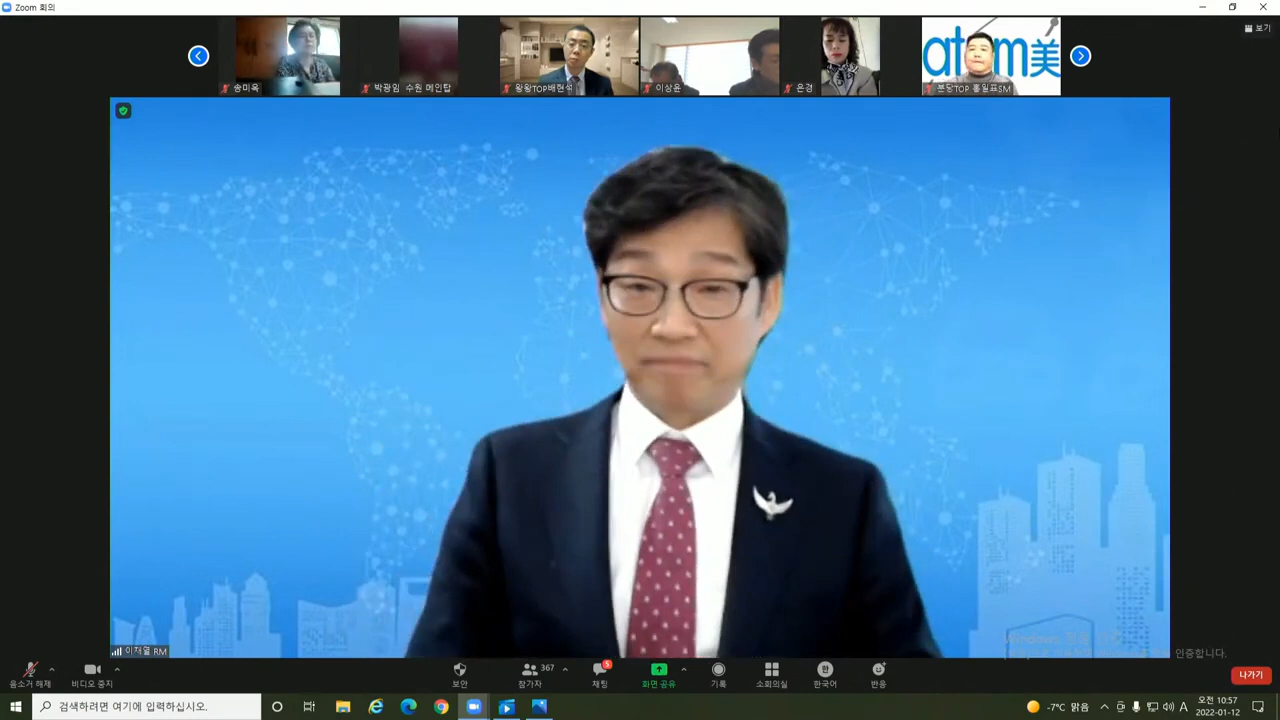 Zoom 회의
보기
송미옥
박광임 수원 메인탑
왕왕TOP배현석
이상윤
은경
atom美
분당TOP 홍일표SM
이재열 RM
인증합니다.
음소거 해제
비디오 중지
보안
367
참가자
5
채팅
화면 공유
기록
소회의실
한
한국어
반응
나가기
검색하려면 여기에 입력하십시오.
-7°C 맑음
A
오전 10:57
2022-01-12